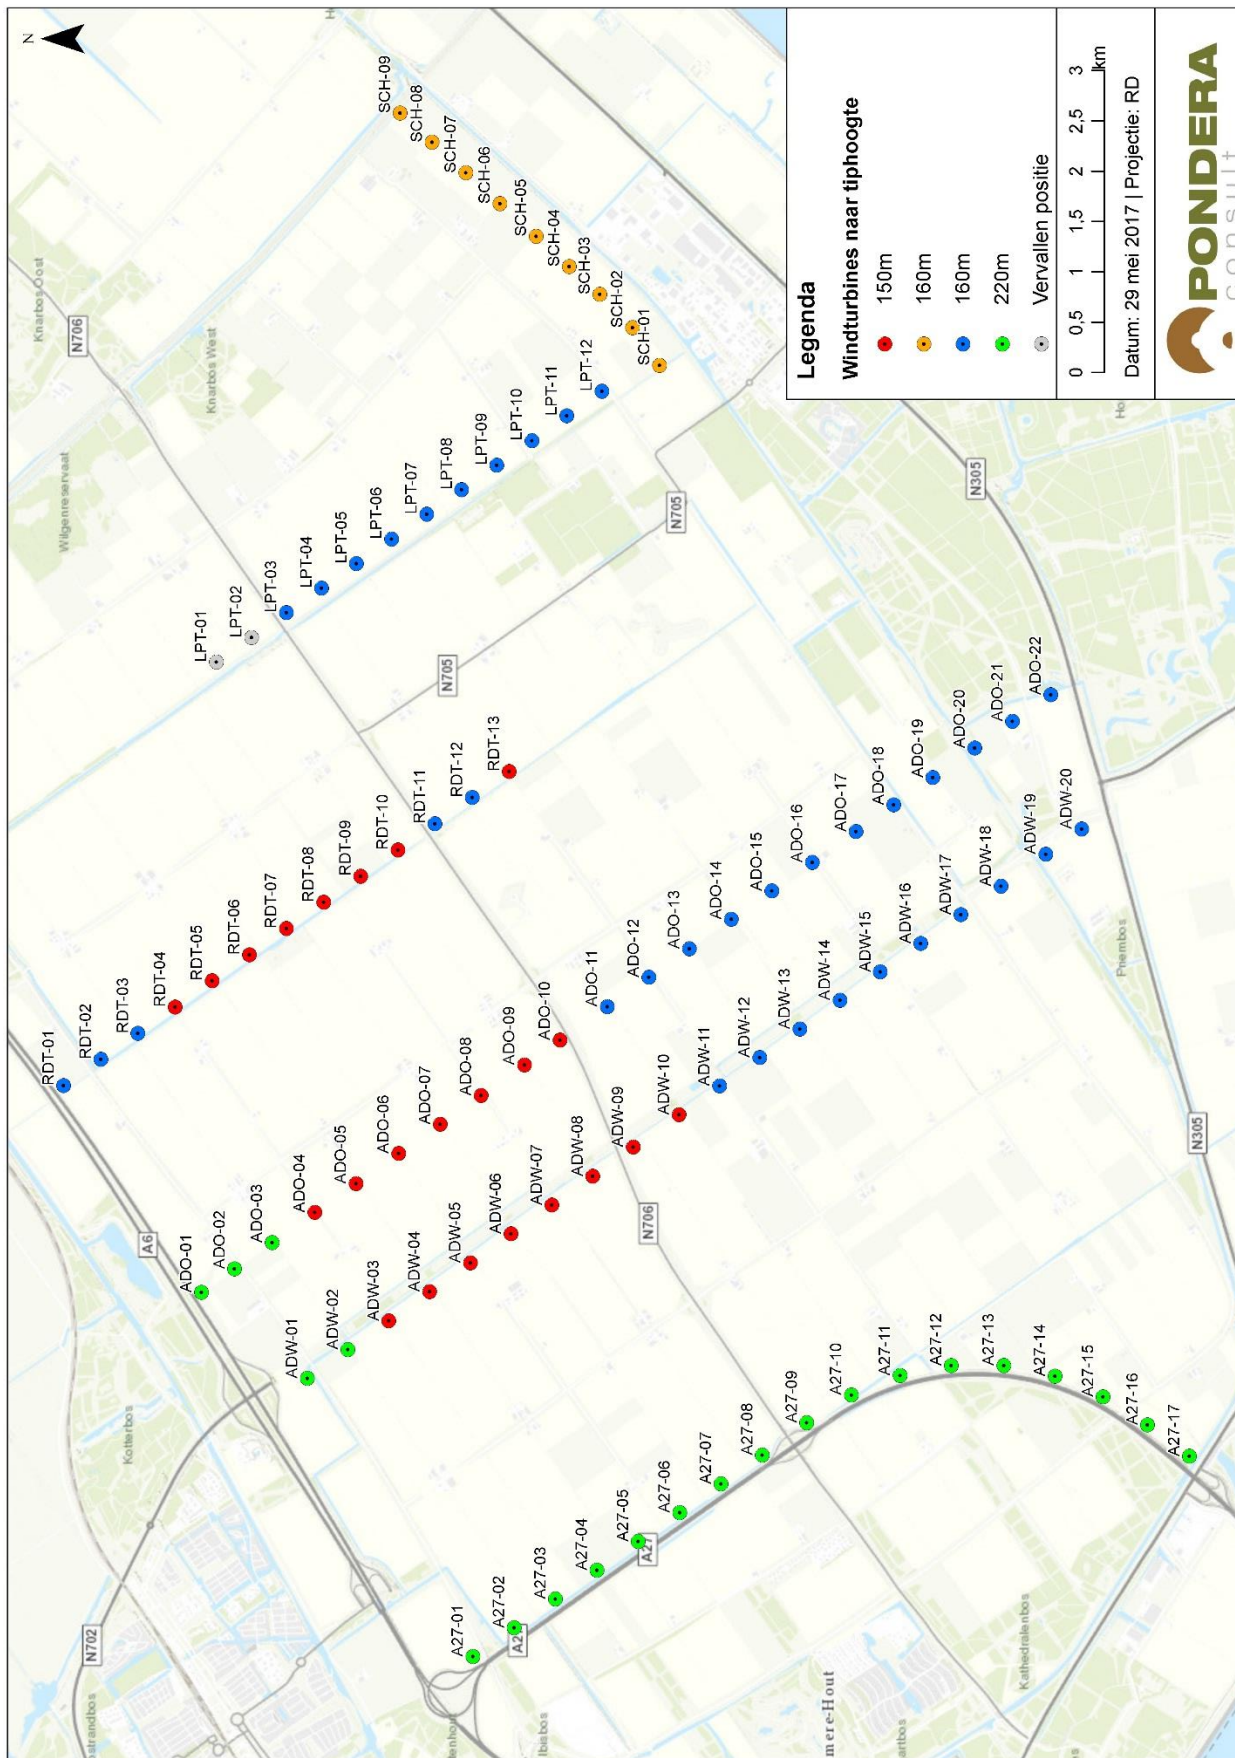 N
Knarbos Oost
N706
Knarbos West
Wilgenreservaat
SCH-09
SCH-08
SCH-07
SCH-06
SCH-05
SCH-04
SCH-03
SCH-02
SCH-01
LPT-01
LPT-02
LPT-03
LPT-04
LPT-05
LPT-06
LPT-07
LPT-08
LPT-09
LPT-10
LPT-11
LPT-12
N705
N705
N305
RDT-01
RDT-02
RDT-03
RDT-04
RDT-05
RDT-06
RDT-07
RDT-08
RDT-09
RDT-10
RDT-11
RDT-12
RDT-13
A6
ADO-01
ADO-02
ADO-03
ADO-04
ADO-05
ADO-06
ADO-07
ADO-08
ADO-09
ADO-10
ADO-11
ADO-12
ADO-13
ADO-14
ADO-15
ADO-16
ADO-17
ADO-18
ADO-19
ADO-20
ADO-21
ADO-22
ADW-01
ADW-02
ADW-03
ADW-04
ADW-05
ADW-06
ADW-07
ADW-08
ADW-09
ADW-10
ADW-11
ADW-12
ADW-13
ADW-14
ADW-15
ADW-16
ADW-17
ADW-18
ADW-19
ADW-20
Priembos
N305
N706
Kotterbos
N702
A27-01
A27-02
A27
A27-03
A27-04
A27-05
A27
A27-06
A27-07
A27-08
A27-09
A27-10
A27-11
A27-12
A27-13
A27-14
A27-15
A27-16
A27-17
strandbos
denhout
Ibisbos
mere-Hout
artbos
Kathedralenbos
Legenda
Windturbines naar tiphoogte
150m
160m
160m
220m
Vervallen positie
0 0,5 1 1,5 2 2,5 3
km
Datum: 29 mei 2017 | Projectie: RD
PONDERA
consult